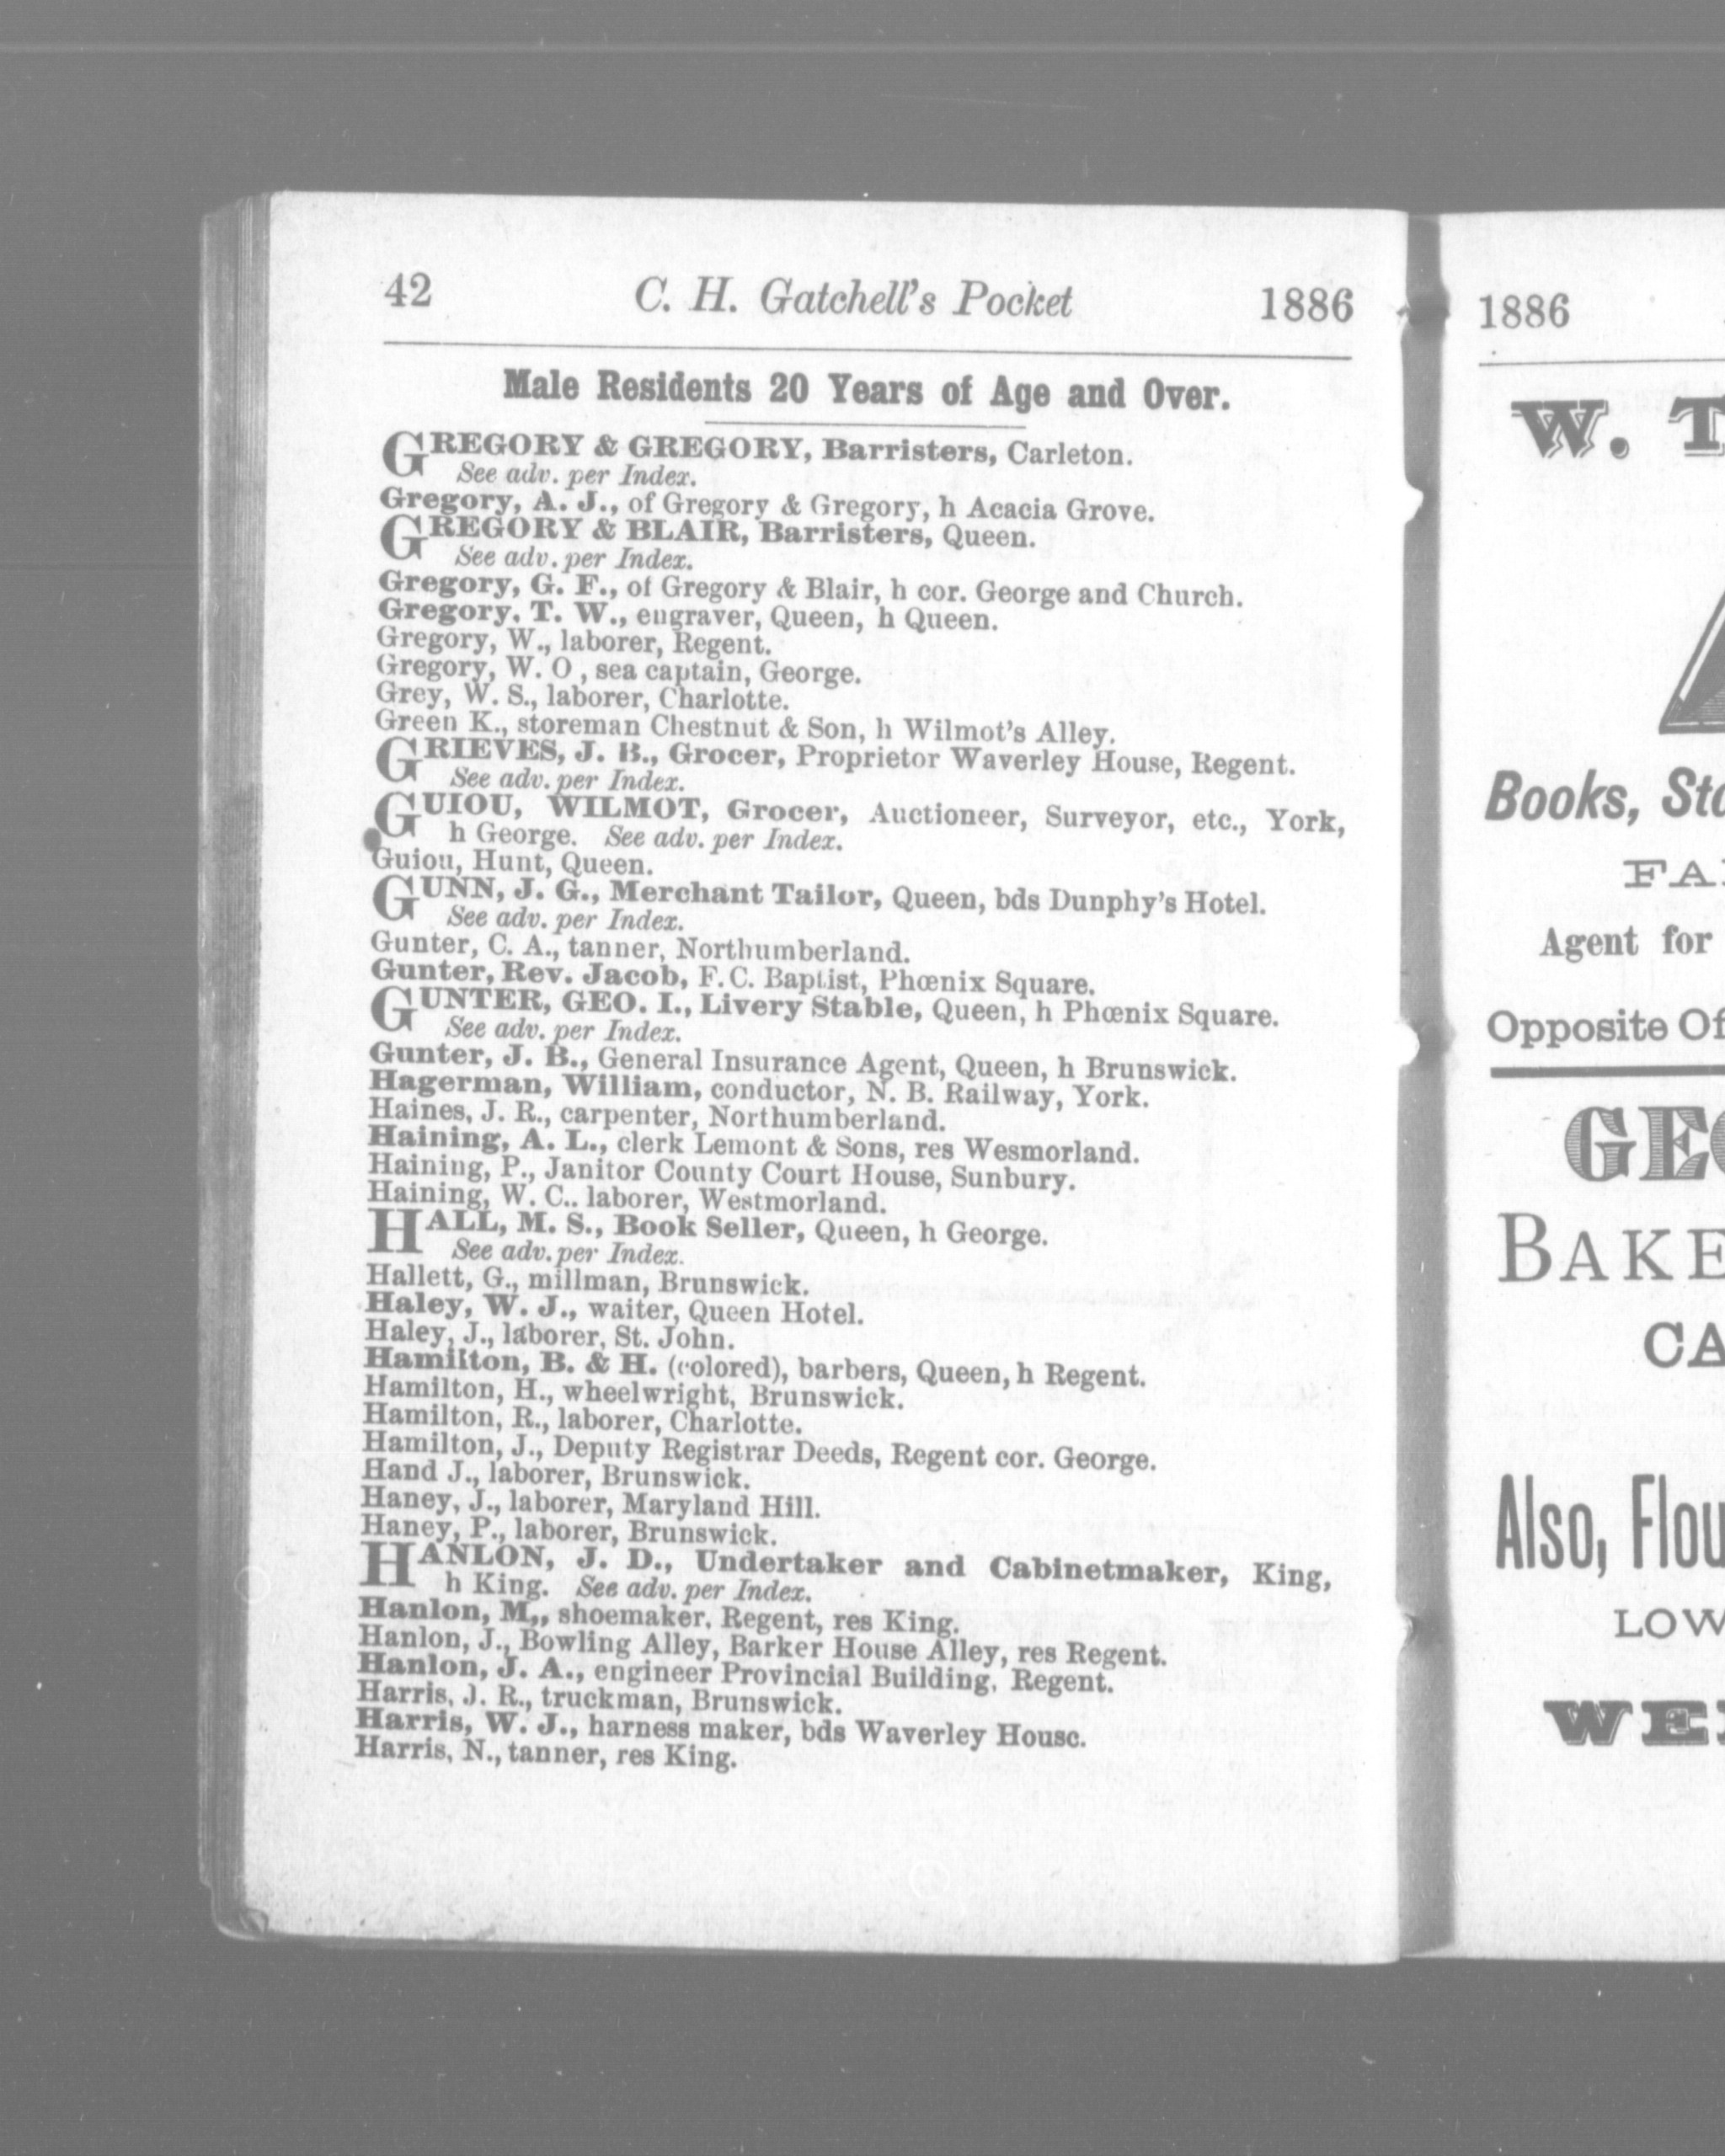 42 C. H. Gatchell's Pocket 1886
Male Residents 20 Years of Age and Over.
GREGORY & GREGORY, Barristers, Carleton.
See adv. per Index.
Gregory, A. J., of Gregory & Gregory, h Acacia Grove.
GREGORY & BLAIR, Barristers, Queen.
See adv. per Index.
Gregory, G. F., of Gregory & Blair, h cor. George and Church.
Gregory, T. W., engraver, Queen, h Queen.
Gregory, W., laborer, Regent.
Gregory, W. O , sea captain, George.
Grey, W. S., laborer, Charlotte.
Green K., storeman Chestnut & Son, h Wilmot's Alley.
GRIEVES, J. B., Grocer, Proprietor Waverley House, Regent.
See adv. per Index.
GUIOU, WILMOT, Grocer, Auctioneer, Surveyor, etc., York,
h George. See adv. per Index.
Guiou, Hunt, Queen.
GUNN, J. G., Merchant Tailor, Queen, bds Dunphy's Hotel.
See adv. per Index.
Gunter, C. A., tanner, Northumberland.
Gunter, Rev. Jacob, F. C. Baptist, Phœnix Square.
GUNTER, GEO. I., Livery Stable, Queen, h Phœnix Square.
See adv. per Index.
Gunter, J. B., General Insurance Agent, Queen, h Brunswick.
Hagerman, William, conductor, N. B. Railway, York.
Haines, J. R., carpenter, Northumberland.
Haining, A. L., clerk Lemont & Sons, res Wesmorland.
Haining, P., Janitor County Court House, Sunbury.
Haining, W. C.. laborer, Westmorland.
HALL, M. S., Book Seller, Queen, h George.
See adv. per Index.
Hallett, G., millman, Brunswick.
Haley, W. J., waiter, Queen Hotel.
Haley, J., laborer, St. John.
Hamilton, B. & H. (colored), barbers, Queen, h Regent.
Hamilton, H., wheelwright, Brunswick.
Hamilton, R., laborer, Charlotte.
Hamilton, J., Deputy Registrar Deeds, Regent cor. George.
Hand J., laborer, Brunswick.
Haney, J., laborer, Maryland Hill.
Haney, P., laborer, Brunswick.
HANLON, J. D., Undertaker and Cabinetmaker, King,
h King. See adv. per Index.
Hanlon, M,, shoemaker. Regent, res King.
Hanlon, J., Bowling Alley, Barker House Alley, res Regent.
Hanlon, J. A., engineer Provincial Building. Regent.
Harris, J. R., truckman, Brunswick.
Harris, W. J., harness maker, bds Waverley House.
Harris, N., tanner, res King.
1886
W. T
Books, Sta
FA
Agent for
Opposite Of
GEO
BAKE
CA
Also, Flou
LOW
WE